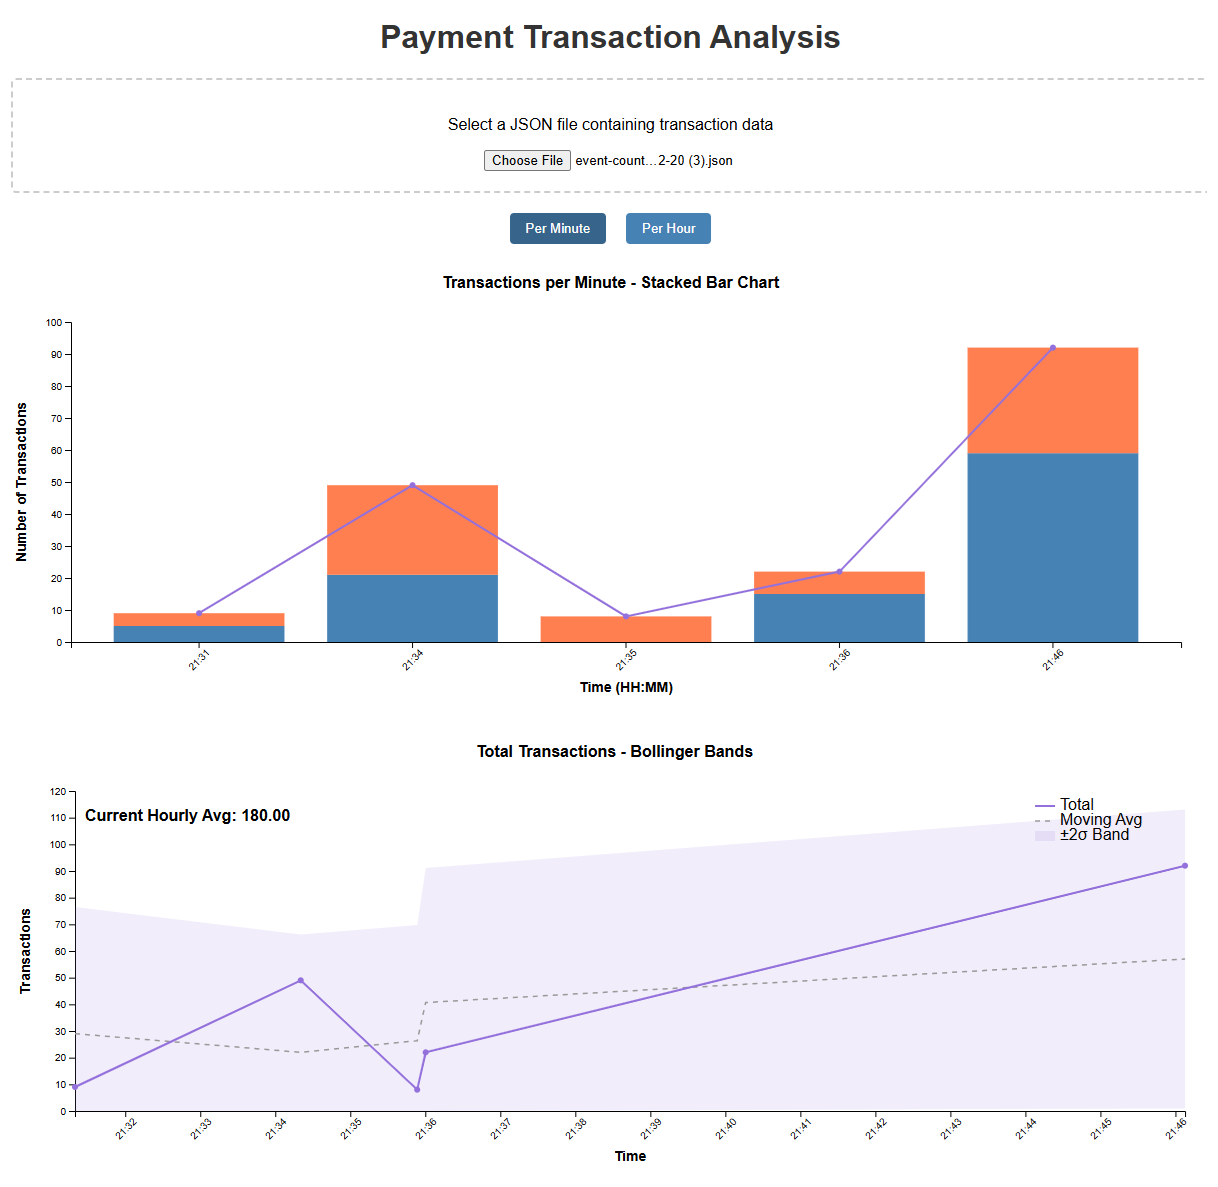 Payment Transaction Analysis
Select a JSON file containing transaction data
Choose File event-count...2-20 (3).json
Per Minute
Per Hour
Transactions per Minute - Stacked Bar Chart
100
90
80
70
60
50
40
30
20
10
0
Number of Transactions
21:31
21:34
21:35
21:36
21:46
Time (HH:MM)
Total Transactions - Bollinger Bands
120
110
100
90
80
70
60
50
40
30
20
10
0
Transactions
Current Hourly Avg: 180.00
Total
Moving Avg
±2σ Band
21:32
21:33
21:34
21:35
21:36
21:37
21:38
21:39
21:40
21:41
21:42
21:43
21:44
21:45
21:46
Time